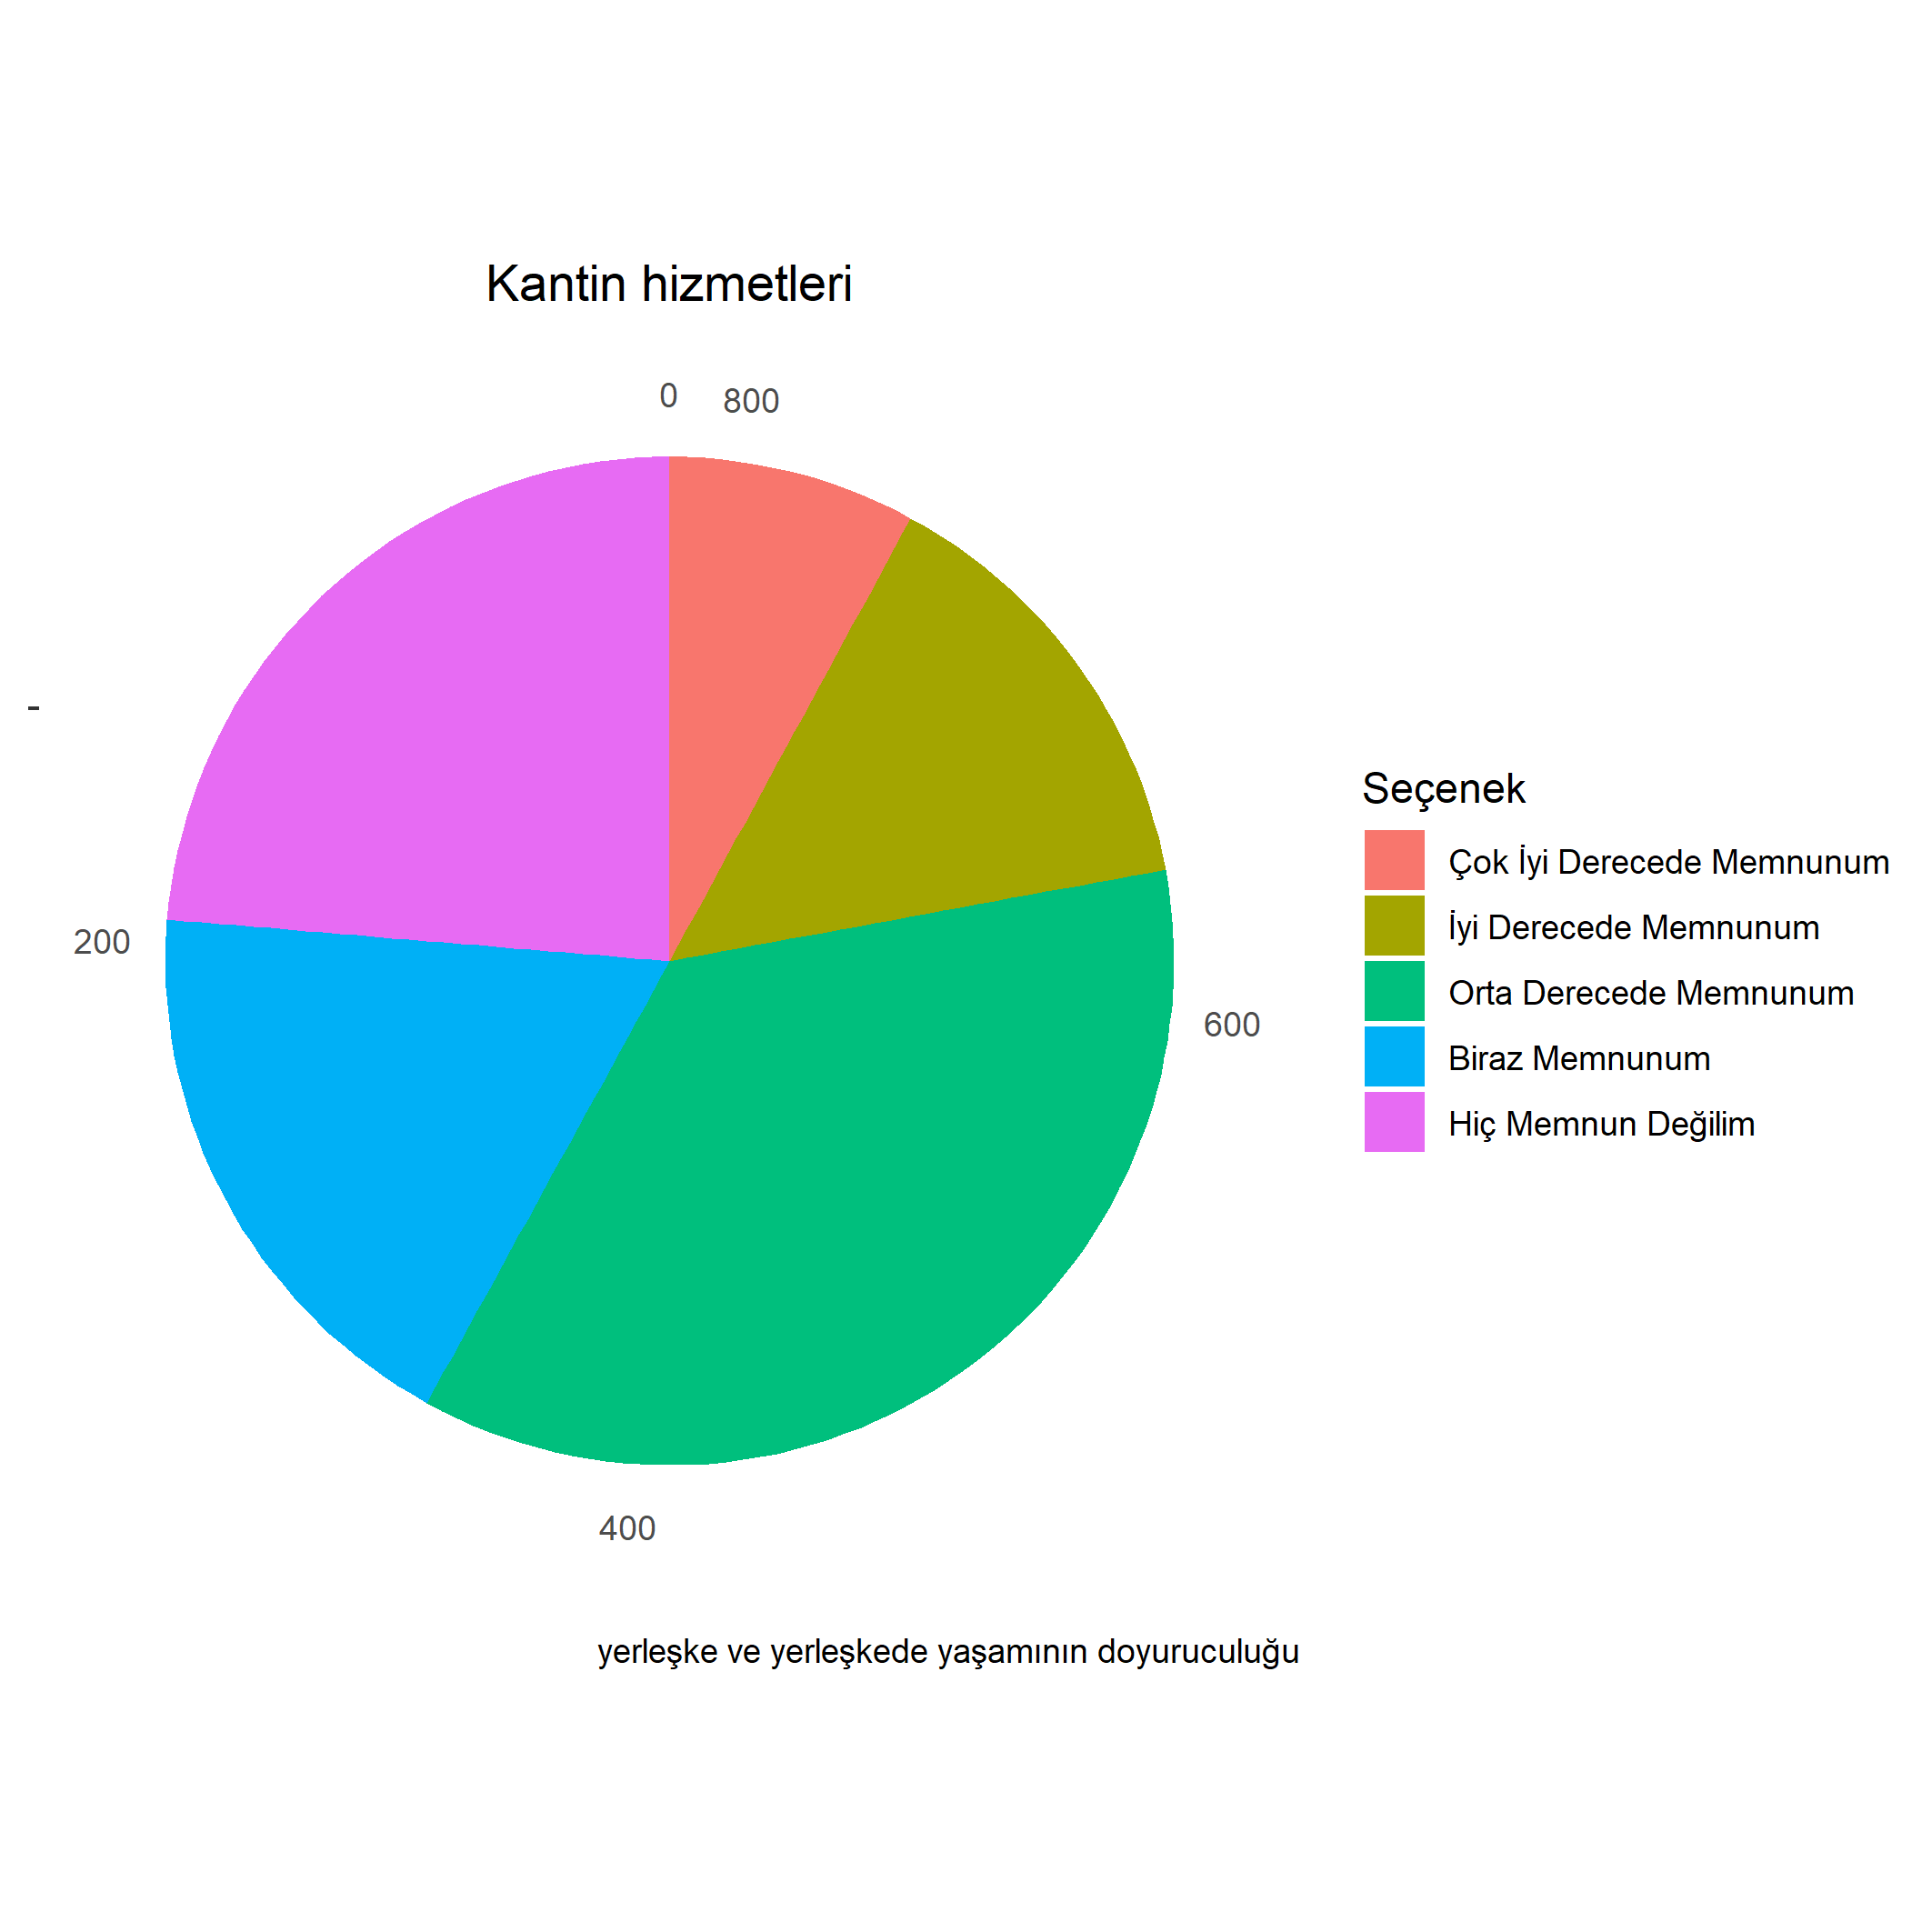 Kantin hizmetleri
0
800
-
200
600
400
Seçenek
Çok İyi Derecede Memnunum
İyi Derecede Memnunum
Orta Derecede Memnunum
Biraz Memnunum
Hiç Memnun Değilim
yerleşke ve yerleşkede yaşamının doyuruculuğu